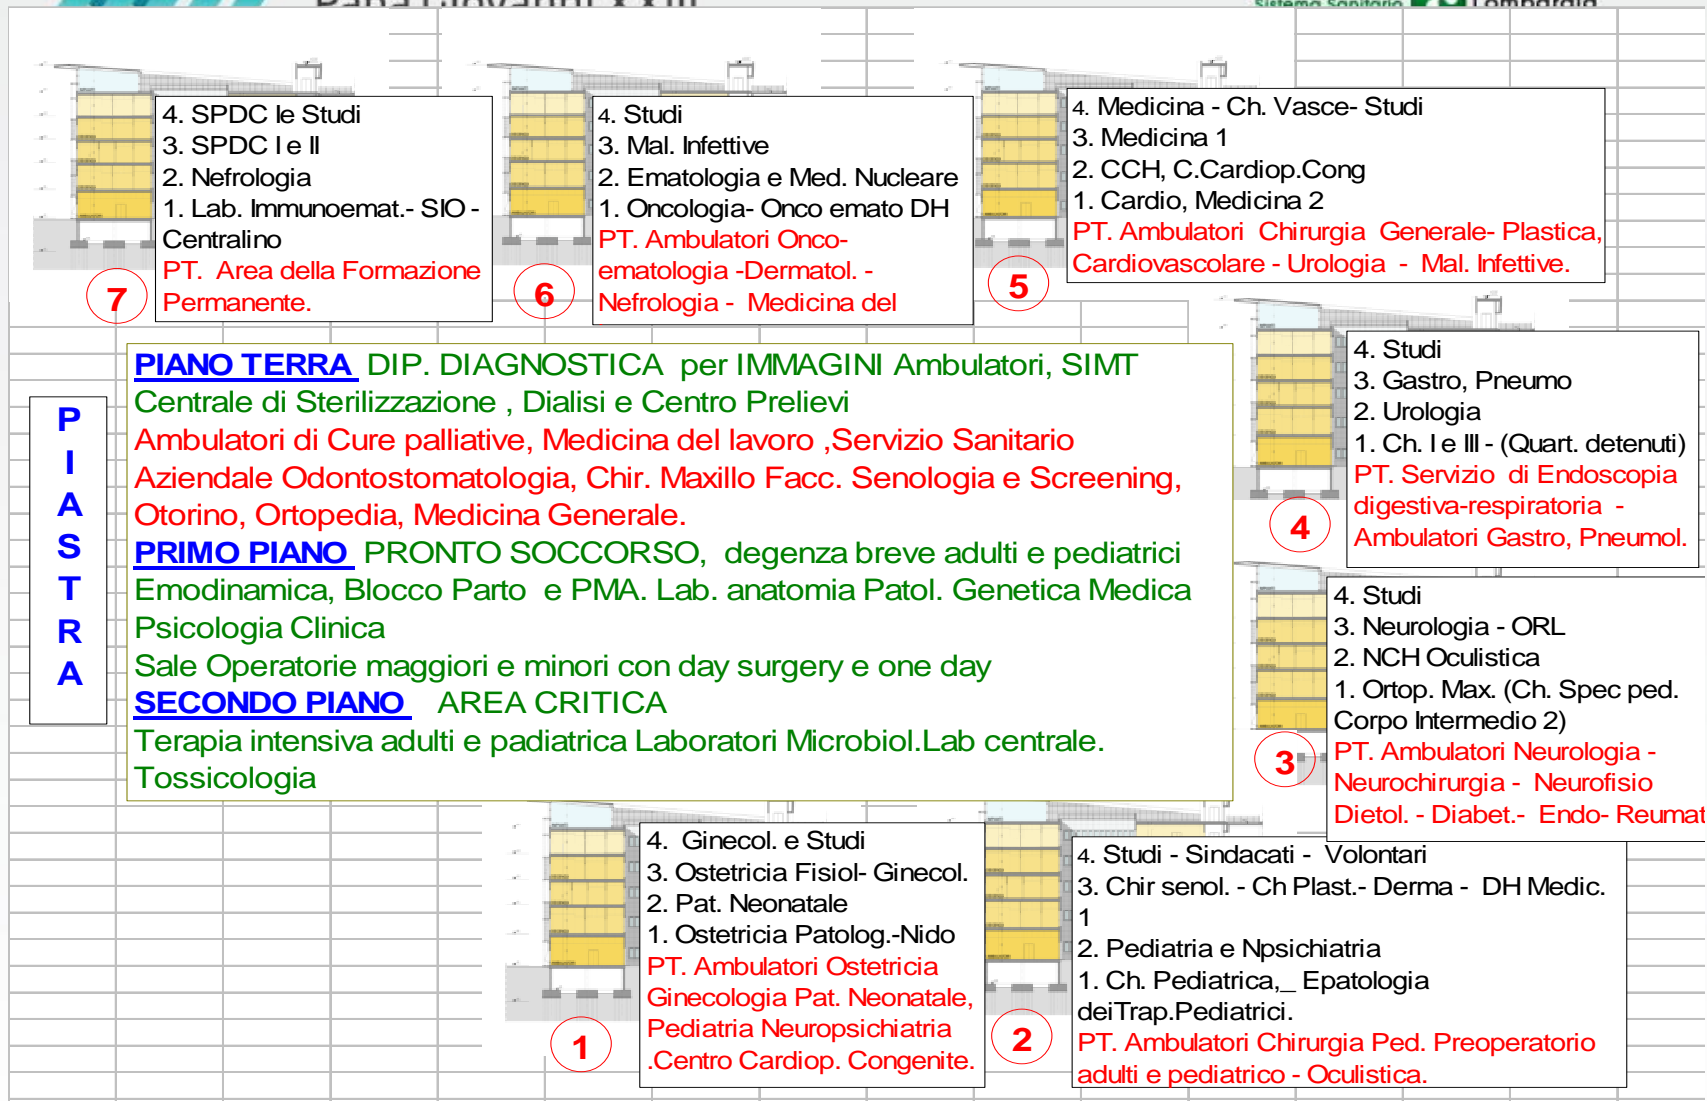 Papa Giovanni XXIII
Sistema Sanitario Lombardia
4. SPDC Ie Studi
3. SPDC I e II
2. Nefrologia
1. Lab. Immunoemat.- SIO -
Centralino
PT. Area della Formazione
Permanente.
7
4. Studi
3. Mal. Infettive
2. Ematologia e Med. Nucleare
1. Oncologia- Onco emato DH
PT. Ambulatori Onco-
ematologia -Dermatol. -
Nefrologia - Medicina del
6
4. Medicina - Ch. Vasce- Studi
3. Medicina 1
2. CCH, C.Cardiop.Cong
1. Cardio, Medicina 2
PT. Ambulatori Chirurgia Generale- Plastica,
Cardiovascolare - Urologia - Mal. Infettive.
5
4. Studi
3. Gastro, Pneumo
2. Urologia
1. Ch. I e III - (Quart. detenuti)
PT. Servizio di Endoscopia
digestiva-respiratoria -
Ambulatori Gastro, Pneumol.
4
PIASTRA
PIANO TERRA DIP. DIAGNOSTICA per IMMAGINI Ambulatori, SIMT
Centrale di Sterilizzazione , Dialisi e Centro Prelievi
Ambulatori di Cure palliative, Medicina del lavoro ,Servizio Sanitario
Aziendale Odontostomatologia, Chir. Maxillo Facc. Senologia e Screening,
Otorino, Ortopedia, Medicina Generale.
PRIMO PIANO PRONTO SOCCORSO, degenza breve adulti e pediatrici
Emodinamica, Blocco Parto e PMA. Lab. anatomia Patol. Genetica Medica
Psicologia Clinica
Sale Operatorie maggiori e minori con day surgery e one day
SECONDO PIANO AREA CRITICA
Terapia intensiva adulti e padiatrica Laboratori Microbiol.Lab centrale.
Tossicologia
4. Studi
3. Neurologia - ORL
2. NCH Oculistica
1. Ortop. Max. (Ch. Spec ped.
Corpo Intermedio 2)
PT. Ambulatori Neurologia -
Neurochirurgia - Neurofisio
Dietol. - Diabet.- Endo- Reumat
3
4. Ginecol. e Studi
3. Ostetricia Fisiol- Ginecol.
2. Pat. Neonatale
1. Ostetricia Patolog.-Nido
PT. Ambulatori Ostetricia
Ginecologia Pat. Neonatale,
Pediatria Neuropsichiatria
.Centro Cardiop. Congenite.
1
4. Studi - Sindacati - Volontari
3. Chir senol. - Ch Plast.- Derma - DH Medic.
1
2. Pediatria e Npsichiatria
1. Ch. Pediatrica,_ Epatologia
deiTrap.Pediatrici.
PT. Ambulatori Chirurgia Ped. Preoperatorio
adulti e pediatrico - Oculistica.
2